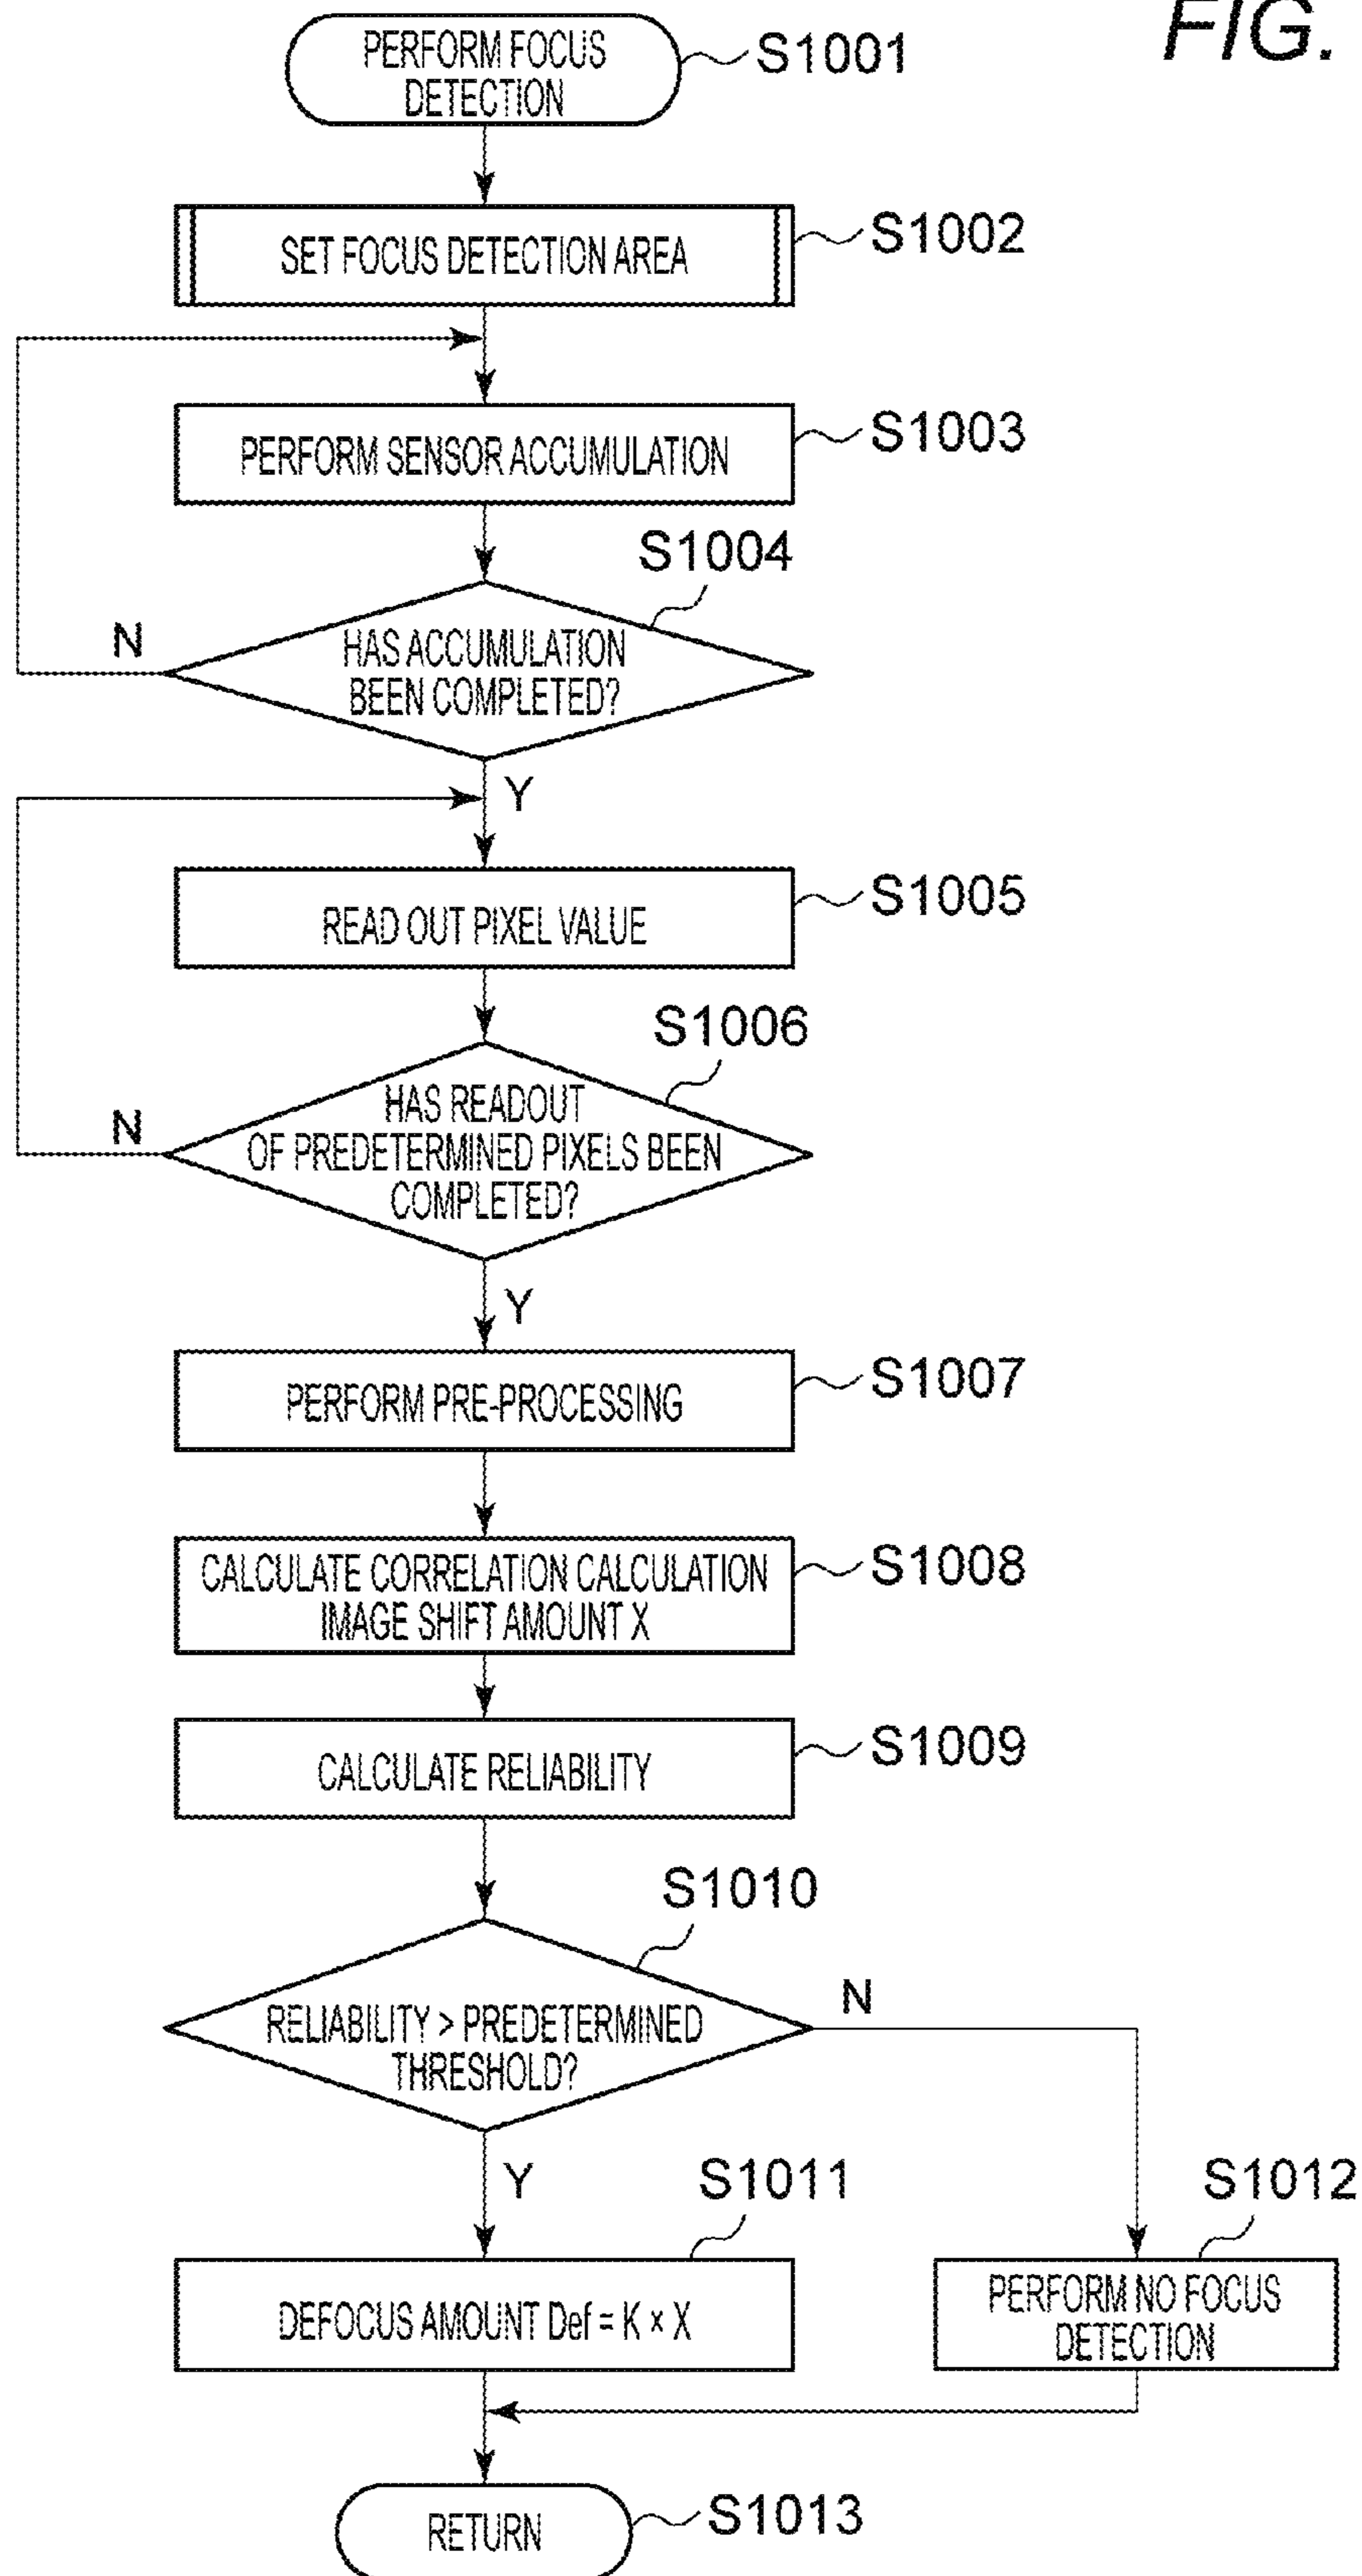 FIG.
PERFORM FOCUS
DETECTION
S1001
SET FOCUS DETECTION AREA
S1002
PERFORM SENSOR ACCUMULATION
S1003
S1004
HAS ACCUMULATION
BEEN COMPLETED?
N
Y
READ OUT PIXEL VALUE
S1005
S1006
HAS READOUT
OF PREDETERMINED PIXELS BEEN
COMPLETED?
N
Y
PERFORM PRE-PROCESSING
S1007
CALCULATE CORRELATION CALCULATION
IMAGE SHIFT AMOUNT X
S1008
CALCULATE RELIABILITY
S1009
S1010
RELIABILITY > PREDETERMINED
THRESHOLD?
N
Y
S1011
DEFOCUS AMOUNT Def = K × X
S1012
PERFORM NO FOCUS
DETECTION
RETURN
S1013